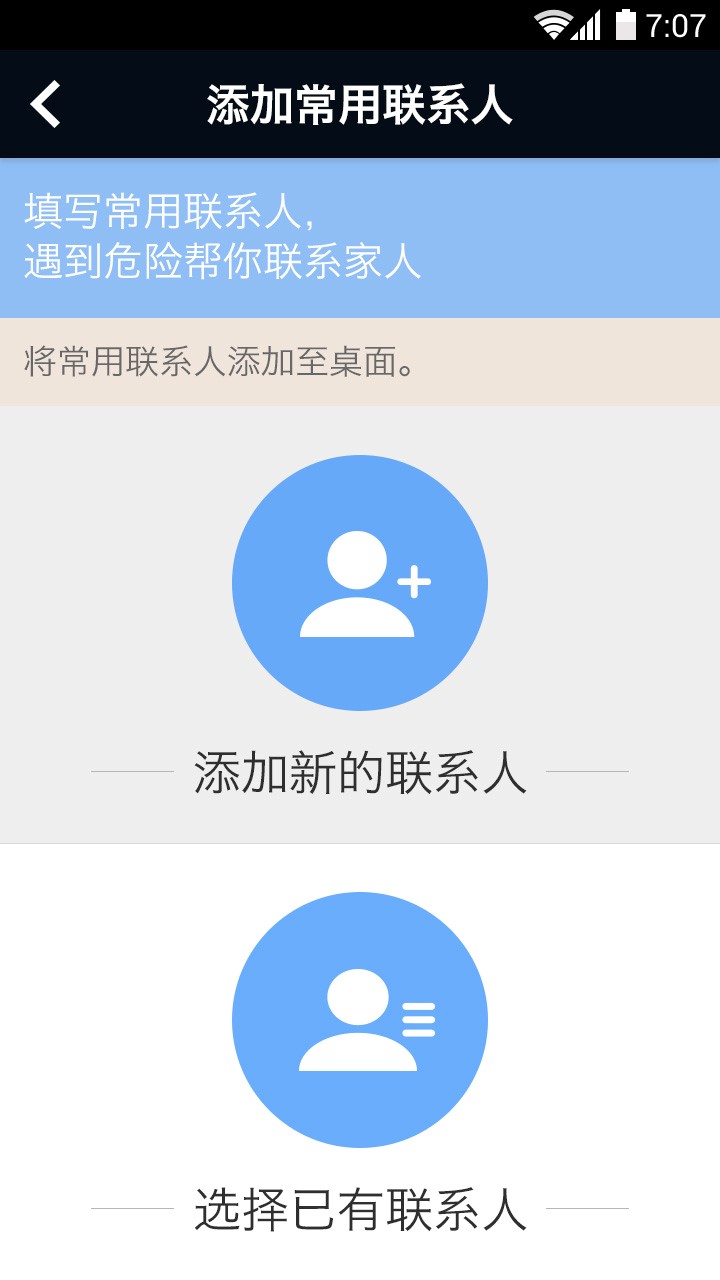 7:07
添加常用联系人
填写常用联系人,
遇到危险帮你联系家人
将常用联系人添加至桌面。
添加新的联系人
选择已有联系人